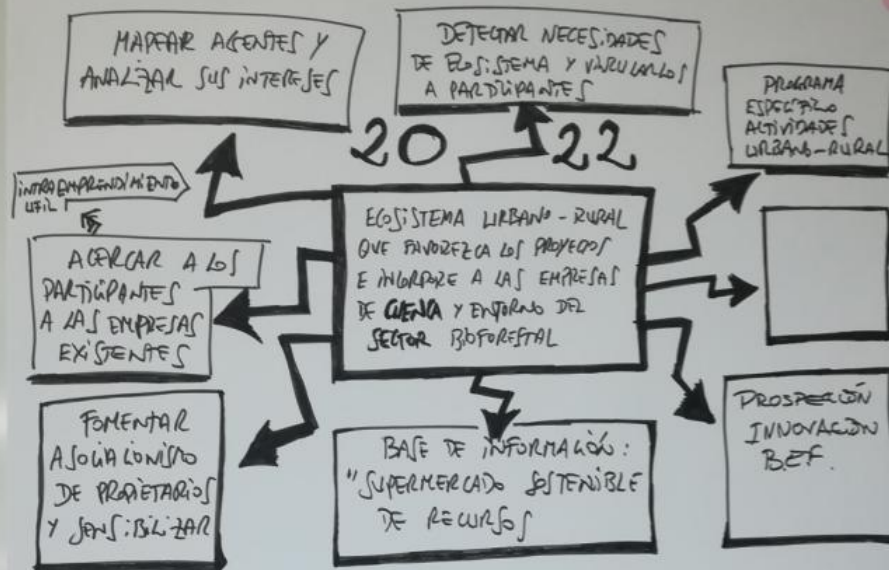 MAPEAR AGENTES Y
ANALIZAR SUS INTERESES
DETECTAR NECESIDADES
DE ECOSISTEMA Y VINCULARLOS
A PARTICIPANTES
PROGRAMA
ESPECÍFICO
ACTIVIDADES
URBANO-RURAL
2022
INTRAEMPRENDIMIENTO
UTIL
ACERCAR A LOS
PARTICIPANTES
A LAS EMPRESAS
EXISTENTES
ECOSISTEMA URBANO-RURAL
QUE FAVOREZCA LOS PROYECTOS
E INCORPORE A LAS EMPRESAS
DE CUENCA Y ENTORNO DEL
SECTOR BIOFORESTAL
FOMENTAR
ASOCIACIONISMO
DE PROPIETARIOS
Y SENSIBILIZAR
BASE DE INFORMACIÓN:
"SUPERMERCADO SOSTENIBLE
DE RECURSOS
PROSPECCIÓN
INNOVACIÓN
B.E.F.